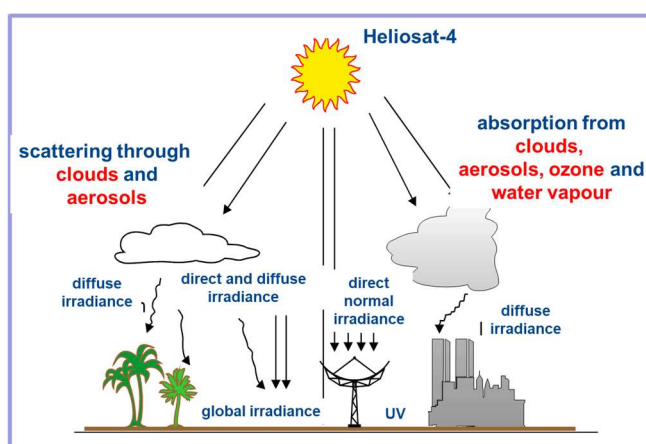 Heliosat-4
scattering through
clouds and
aerosols
absorption from
clouds,
aerosols, ozone and
water vapour
diffuse
irradiance
direct and diffuse
irradiance
direct
normal
irradiance
diffuse
irradiance
global irradiance
UV